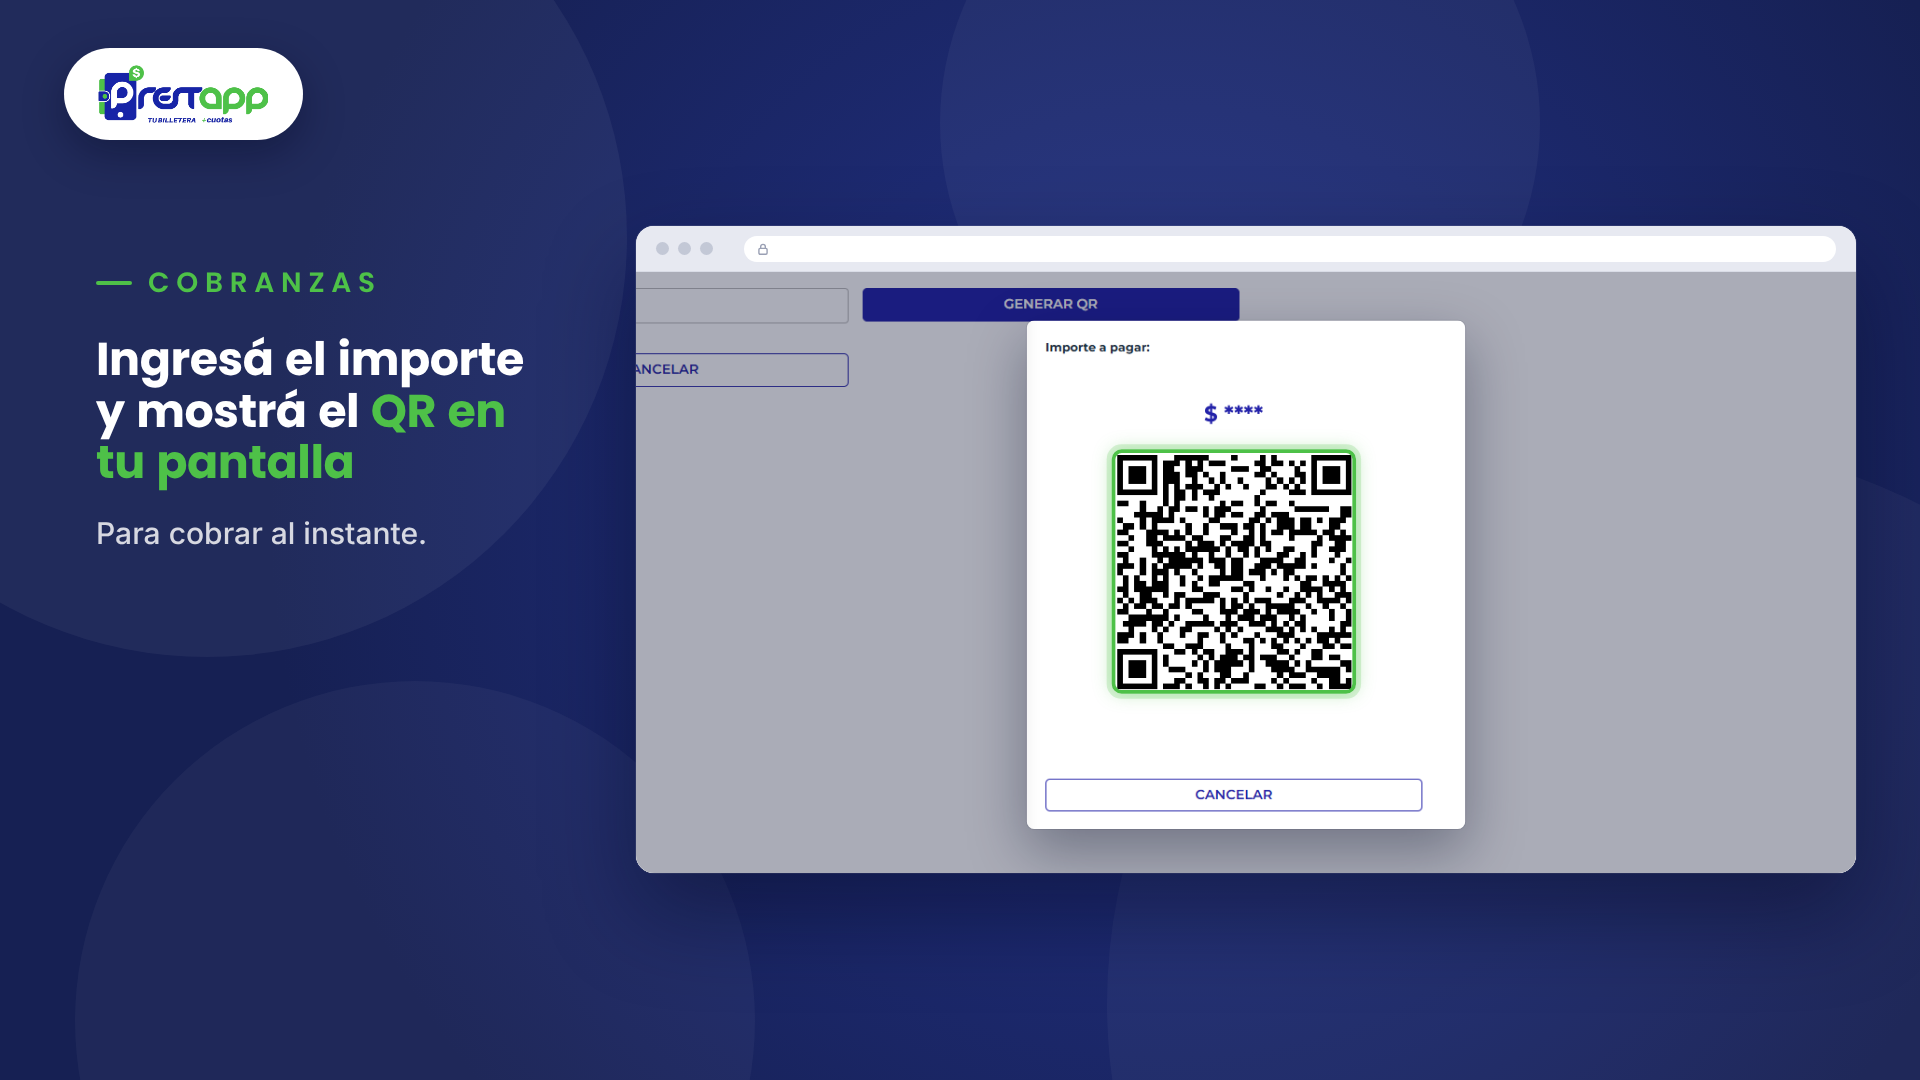 $
Prestapp
TU BILLETERA +cuotas
COBRANZAS
Ingresá el importe
y mostrá el QR en
tu pantalla
Para cobrar al instante.
GENERAR QR
ANCELAR
Importe a pagar:
$ ****
CANCELAR